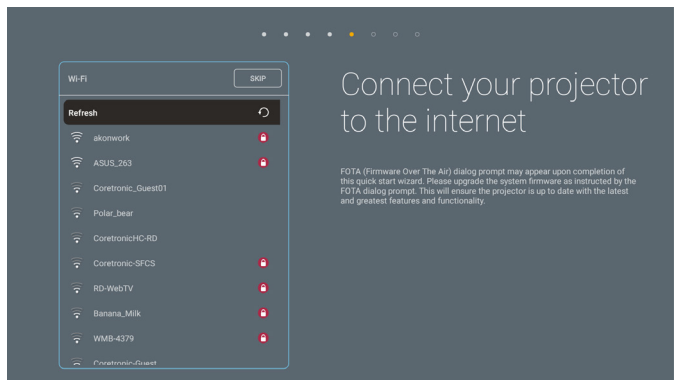 Wi-Fi
SKIP
Refresh
akonwork
ASUS_263
Coretronic_Guest01
Polar_bear
CoretronicHC-RD
Coretronic-SFCS
RD-WebTV
Banana_Milk
WMB-4379
Coretronic-Guest
Connect your projector
to the internet
FOTA (Firmware Over The Air) dialog prompt may appear upon completion of
this quick start wizard. Please upgrade the system firmware as instructed by the
FOTA dialog prompt. This will ensure the projector is up to date with the latest
and greatest features and functionality.